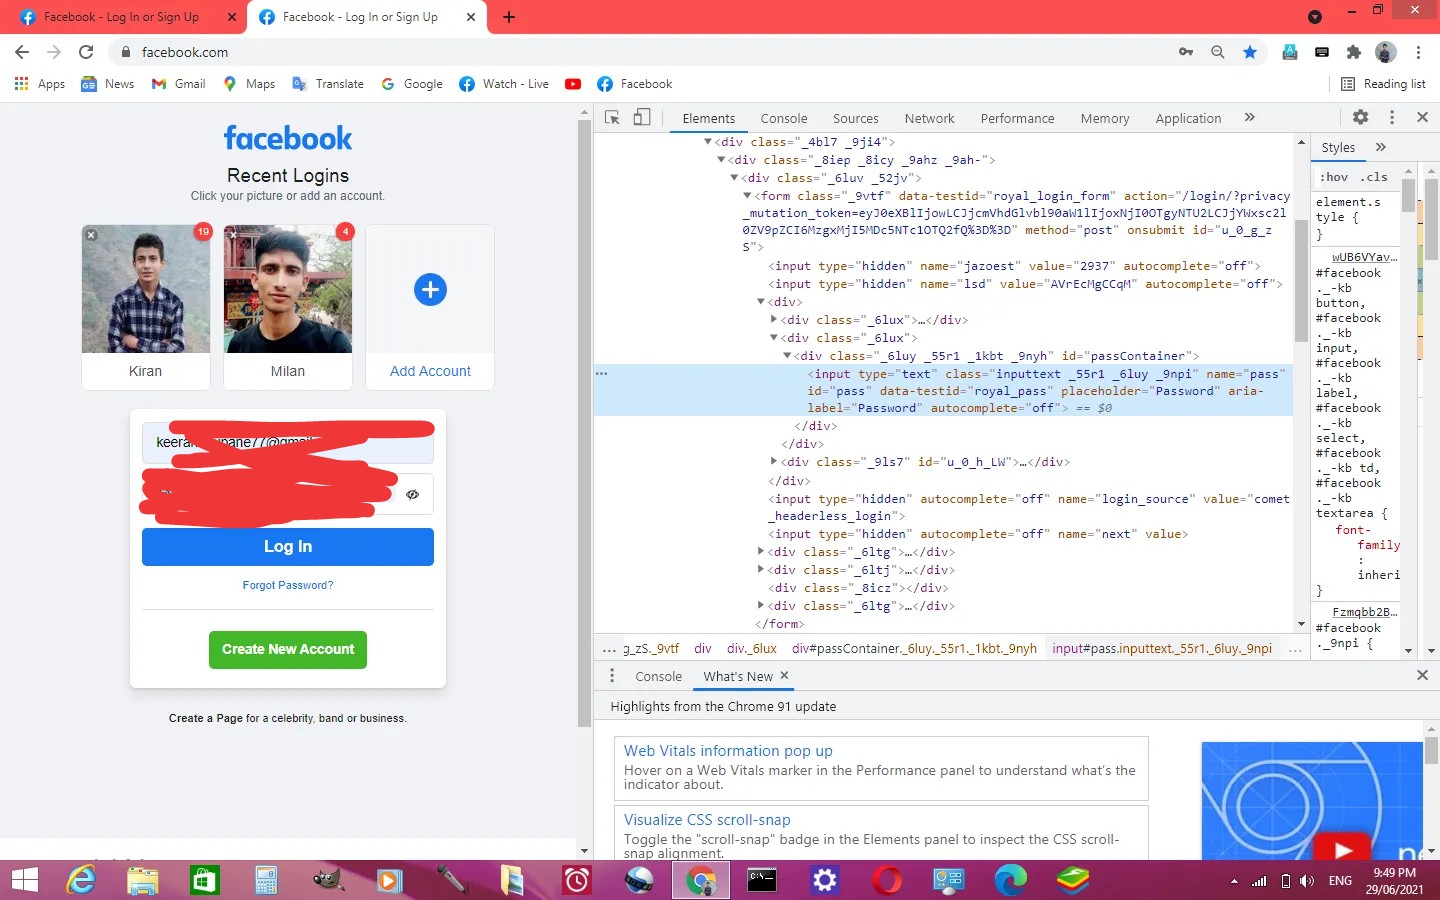 Facebook - Log In or Sign Up
Facebook - Log In or Sign Up
facebook.com
Apps News Gmail Maps Translate Google Watch - Live Facebook Reading list
facebook
Recent Logins
Click your picture or add an account.
19
4
Kiran
Milan
Add Account
Log In
Forgot Password?
Create New Account
Create a Page for a celebrity, band or business.
Elements Console Sources Network Performance Memory Application »
<div class="_4bl7 _9ji4">
<div class="_8iep _8icy _9ahz _9ah-">
<div class="_6luv _52jv">
<form class="_9vtf" data-testid="royal_login_form" action="/login/?privacy
_mutation_token=eyJ0eXBlIjowLCJjcmVhdGlvbl90aW1lIjoxNjI0OTgyNTU2LCJjYWxsc2l
0ZV9pZCI6MzgxMjI5MDc5NTc1OTQ2fQ%3D%3D" method="post" onsubmit id="u_0_g_z
S">
<input type="hidden" name="jazoest" value="2937" autocomplete="off">
<input type="hidden" name="lsd" value="AVrEcMgCCqM" autocomplete="off">
<div>
<div class="_6lux">…</div>
<div class="_6lux">
<div class="_6luy _55r1 _1kbt _9nyh" id="passContainer">
<input type="text" class="inputtext _55r1 _6luy _9npi" name="pass"
id="pass" data-testid="royal_pass" placeholder="Password" aria-
label="Password" autocomplete="off"> == $0
</div>
</div>
<div class="_9ls7" id="u_0_h_LW">…</div>
</div>
<input type="hidden" autocomplete="off" name="login_source" value="comet
_headerless_login">
<input type="hidden" autocomplete="off" name="next" value>
<div class="_6ltg">…</div>
<div class="_6ltj">…</div>
<div class="_8icz"></div>
<div class="_6ltg">…</div>
</form>
... g_zS._9vtf div div._6lux div#passContainer._6luy._55r1._1kbt._9nyh input#pass.inputtext._55r1._6luy._9npi ...
Styles »
:hov .cls
element.s
tyle {
}
wUB6VYav…
#facebook
._-kb
button,
#facebook
._-kb
input,
#facebook
._-kb
label,
#facebook
._-kb
select,
#facebook
._-kb td,
#facebook
._-kb
textarea {
font-
family
:
inheri
}
Fzmqbb2B…
#facebook
._9npi {
Console What's New
Highlights from the Chrome 91 update
Web Vitals information pop up
Hover on a Web Vitals marker in the Performance panel to understand what's the
indicator about.
Visualize CSS scroll-snap
Toggle the "scroll-snap" badge in the Elements panel to inspect the CSS scroll-
snap alignment.
ne
ENG
9:49 PM
29/06/2021